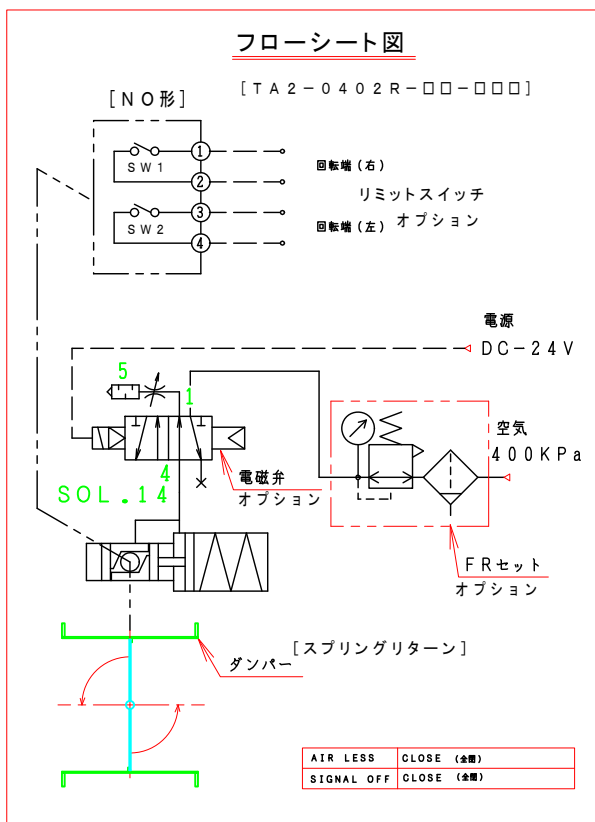 フローシート図
[TA2-0402R-□□-□□□]
[NO形]
SW1
1
2
回転端(右)
リミットスイッチ
オプション
SW2
3
4
回転端(左)
電源
DC-24V
5
1
空気
400KPa
4
電磁弁
オプション
SOL.14
FRセット
オプション
[スプリングリターン]
ダンパー
AIR LESS CLOSE (全閉)
SIGNAL OFF CLOSE (全閉)